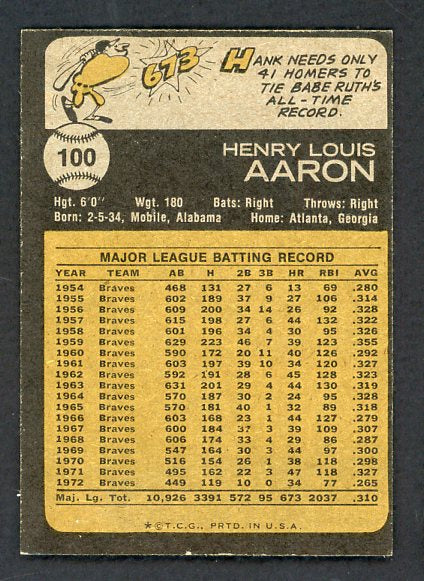 673
HANK NEEDS ONLY
41 HOMERS TO
TIE BABE RUTH'S
ALL-TIME
RECORD.
100
HENRY LOUIS
AARON
Hgt. 6'0" Wgt. 180 Bats: Right Throws: Right
Born: 2-5-34, Mobile, Alabama Home: Atlanta, Georgia
MAJOR LEAGUE BATTING RECORD
YEAR TEAM AB H 2B 3B HR RBI AVG
1954 Braves 468 131 27 6 13 69 .280
1955 Braves 602 189 37 9 27 106 .314
1956 Braves 609 200 34 14 26 92 .328
1957 Braves 615 198 27 6 44 132 .322
1958 Braves 601 196 34 4 30 95 .326
1959 Braves 629 223 46 7 39 123 .355
1960 Braves 590 172 20 11 40 126 .292
1961 Braves 603 197 39 10 34 120 .327
1962 Braves 592 191 28 6 45 128 .323
1963 Braves 631 201 29 4 44 130 .319
1964 Braves 570 187 30 2 24 95 .328
1965 Braves 570 181 40 1 32 89 .318
1966 Braves 603 168 23 1 44 127 .279
1967 Braves 600 184 37 3 39 109 .307
1968 Braves 606 174 33 4 29 86 .287
1969 Braves 547 164 30 3 44 97 .300
1970 Braves 516 154 26 1 38 118 .298
1971 Braves 495 162 22 3 47 118 .327
1972 Braves 449 119 10 0 34 77 .265
Maj. Lg. Tot. 10,926 3391 572 95 673 2037 .310
*©T.C.G., PRTD. IN U.S.A.